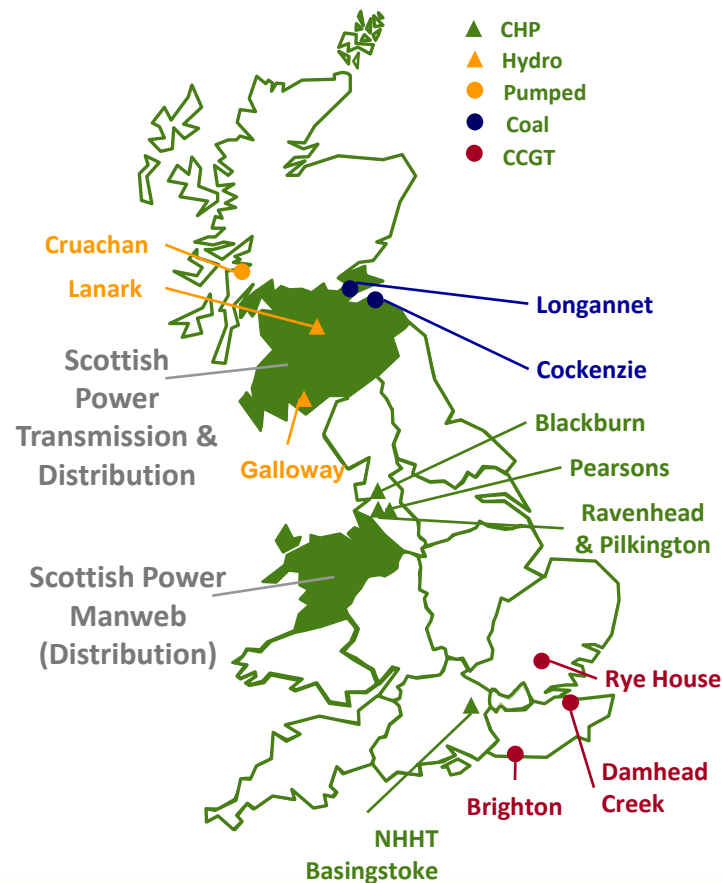 CHP
Hydro
Pumped
Coal
CCGT
Cruachan
Lanark
Longannet
Scottish
Power
Transmission &
Distribution
Cockenzie
Blackburn
Galloway
Pearsons
Ravenhead
& Pilkington
Scottish Power
Manweb
(Distribution)
Rye House
Damhead
Creek
Brighton
NHHT
Basingstoke